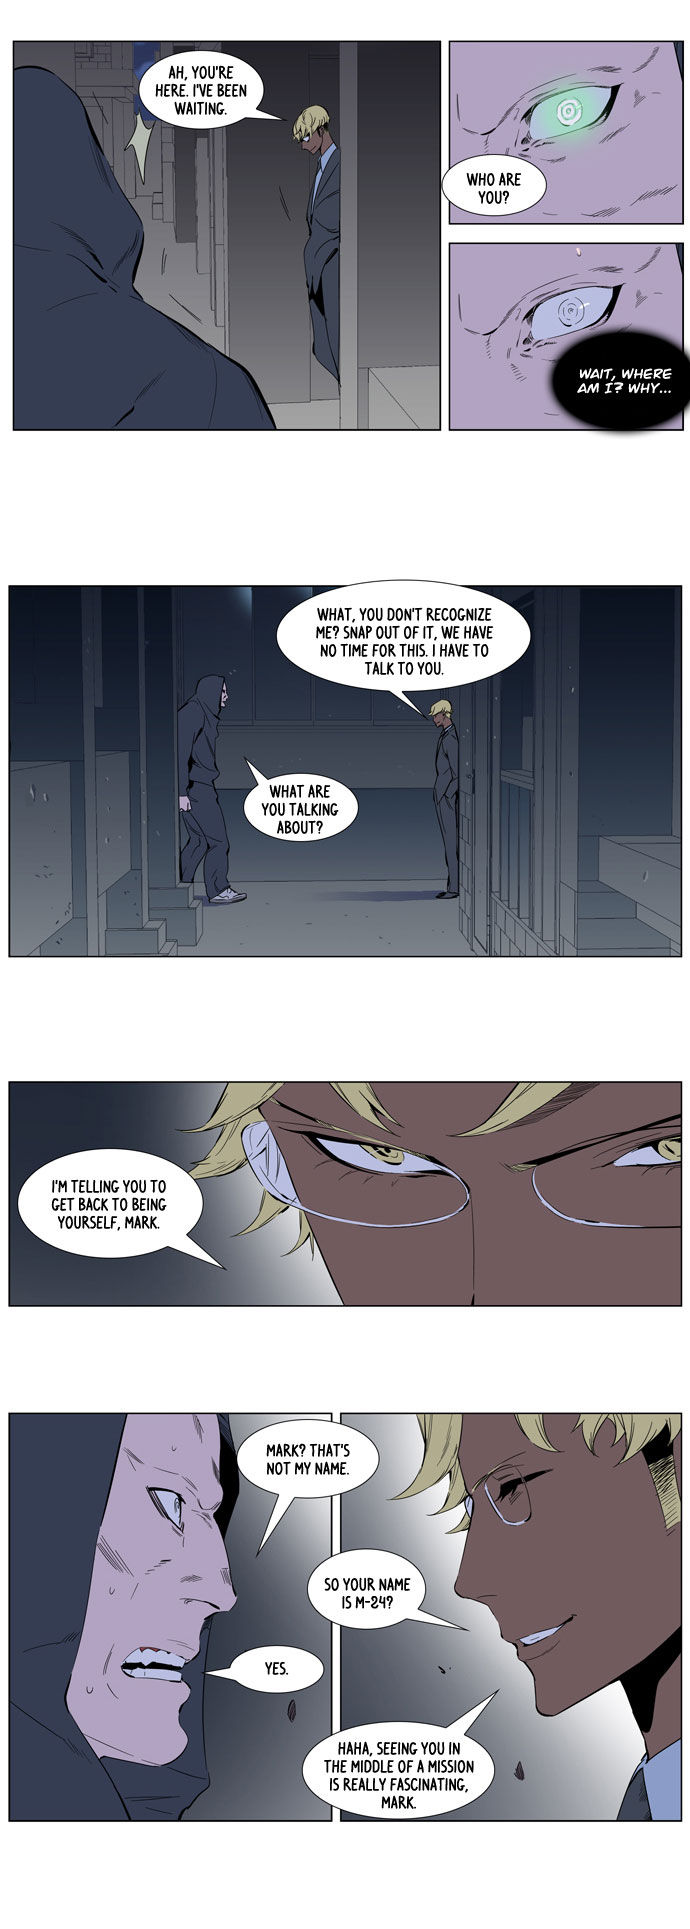 AH, YOU'RE
HERE. I'VE BEEN
WAITING.
WHO ARE
YOU?
WAIT, WHERE
AM I? WHY...
WHAT, YOU DON'T RECOGNIZE
ME? SNAP OUT OF IT, WE HAVE
NO TIME FOR THIS. I HAVE TO
TALK TO YOU.
WHAT ARE
YOU TALKING
ABOUT?
I'M TELLING YOU TO
GET BACK TO BEING
YOURSELF, MARK.
MARK? THAT'S
NOT MY NAME.
SO YOUR NAME
IS M-24?
YES.
HAHA, SEEING YOU IN
THE MIDDLE OF A MISSION
IS REALLY FASCINATING,
MARK.